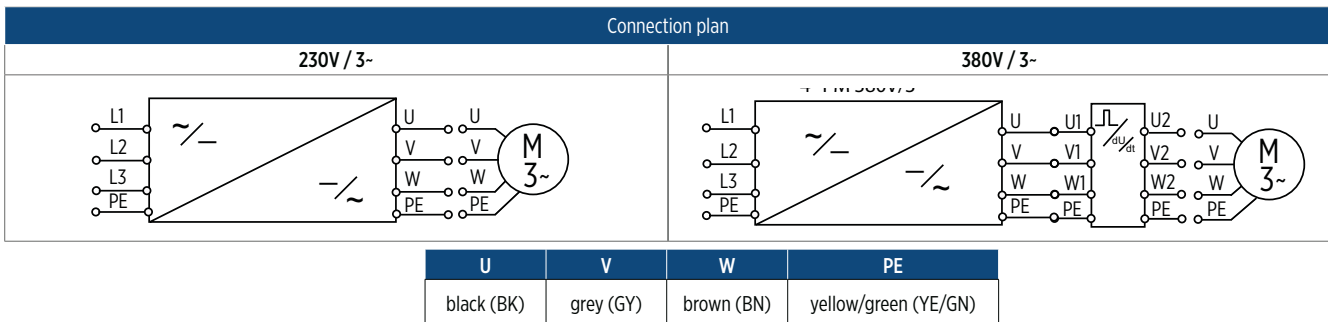 Connection plan
230V / 3~
380V / 3~
L1
L2
L3
PE
~/–
–/~
U
V
W
PE
U
V
W
PE
M
3~
L1
L2
L3
PE
~/–
–/~
U
V
W
PE
U1
V1
W1
PE
dU/dt
U2
V2
W2
PE
U
V
W
PE
M
3~
U V W PE
black (BK) grey (GY) brown (BN) yellow/green (YE/GN)